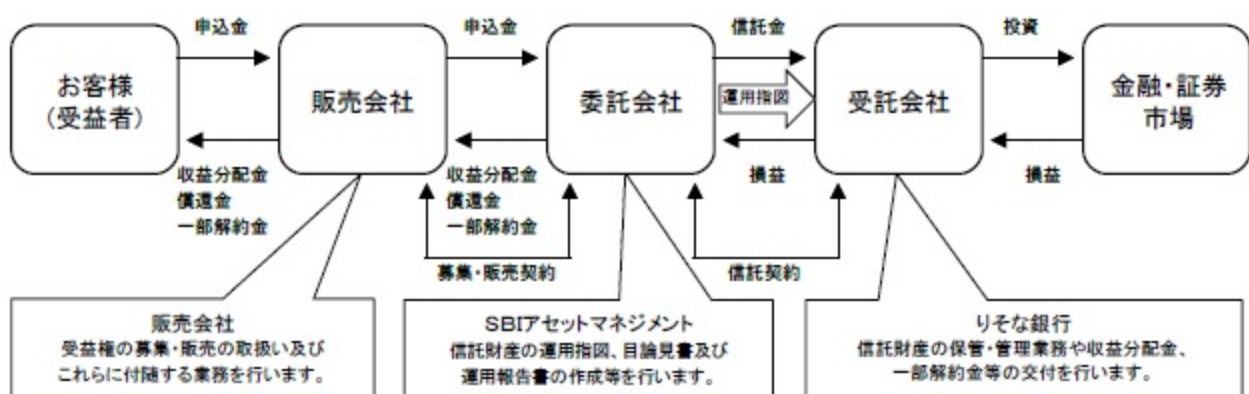 申込金
申込金
信託金
投資
お客様
(受益者)
販売会社
委託会社
運用指図
受託会社
金融・証券
市場
収益分配金
償還金
一部解約金
収益分配金
償還金
一部解約金
損益
損益
募集・販売契約
信託契約
販売会社
受益権の募集・販売の取扱い及び
これらに付随する業務を行います。
SBIアセットマネジメント
信託財産の運用指図、目論見書及び
運用報告書の作成等を行います。
りそな銀行
信託財産の保管・管理業務や収益分配金、
一部解約金等の交付を行います。